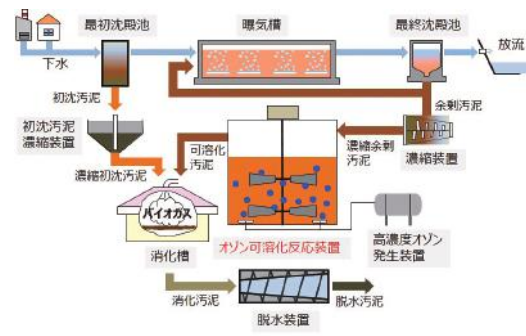 最初沈殿池
曝気槽
最終沈殿池
放流
下水
初沈汚泥
余剰汚泥
初沈汚泥
濃縮装置
可溶化
汚泥
濃縮余剰
汚泥
濃縮装置
濃縮初沈汚泥
バイオガス
オゾン可溶化反応装置
高濃度オゾン
発生装置
消化槽
消化汚泥
脱水汚泥
脱水装置